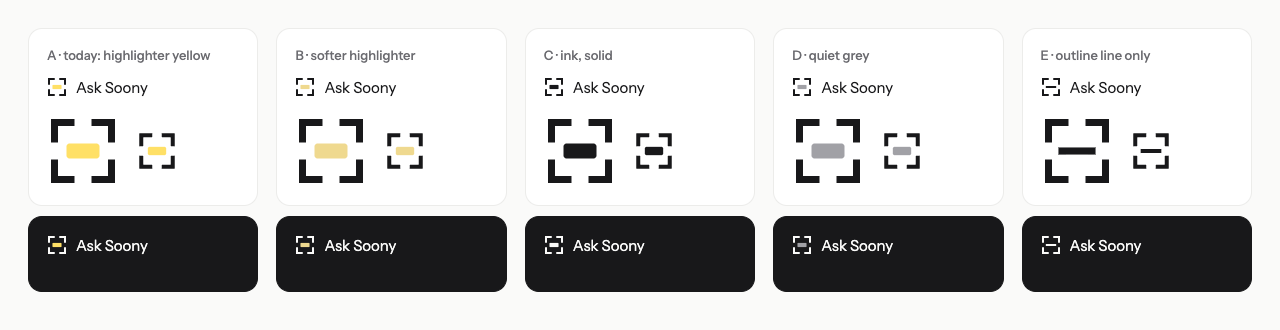 A · today: highlighter yellow
Ask Soony
B · softer highlighter
Ask Soony
C · ink, solid
Ask Soony
D · quiet grey
Ask Soony
E · outline line only
Ask Soony
Ask Soony
Ask Soony
Ask Soony
Ask Soony
Ask Soony